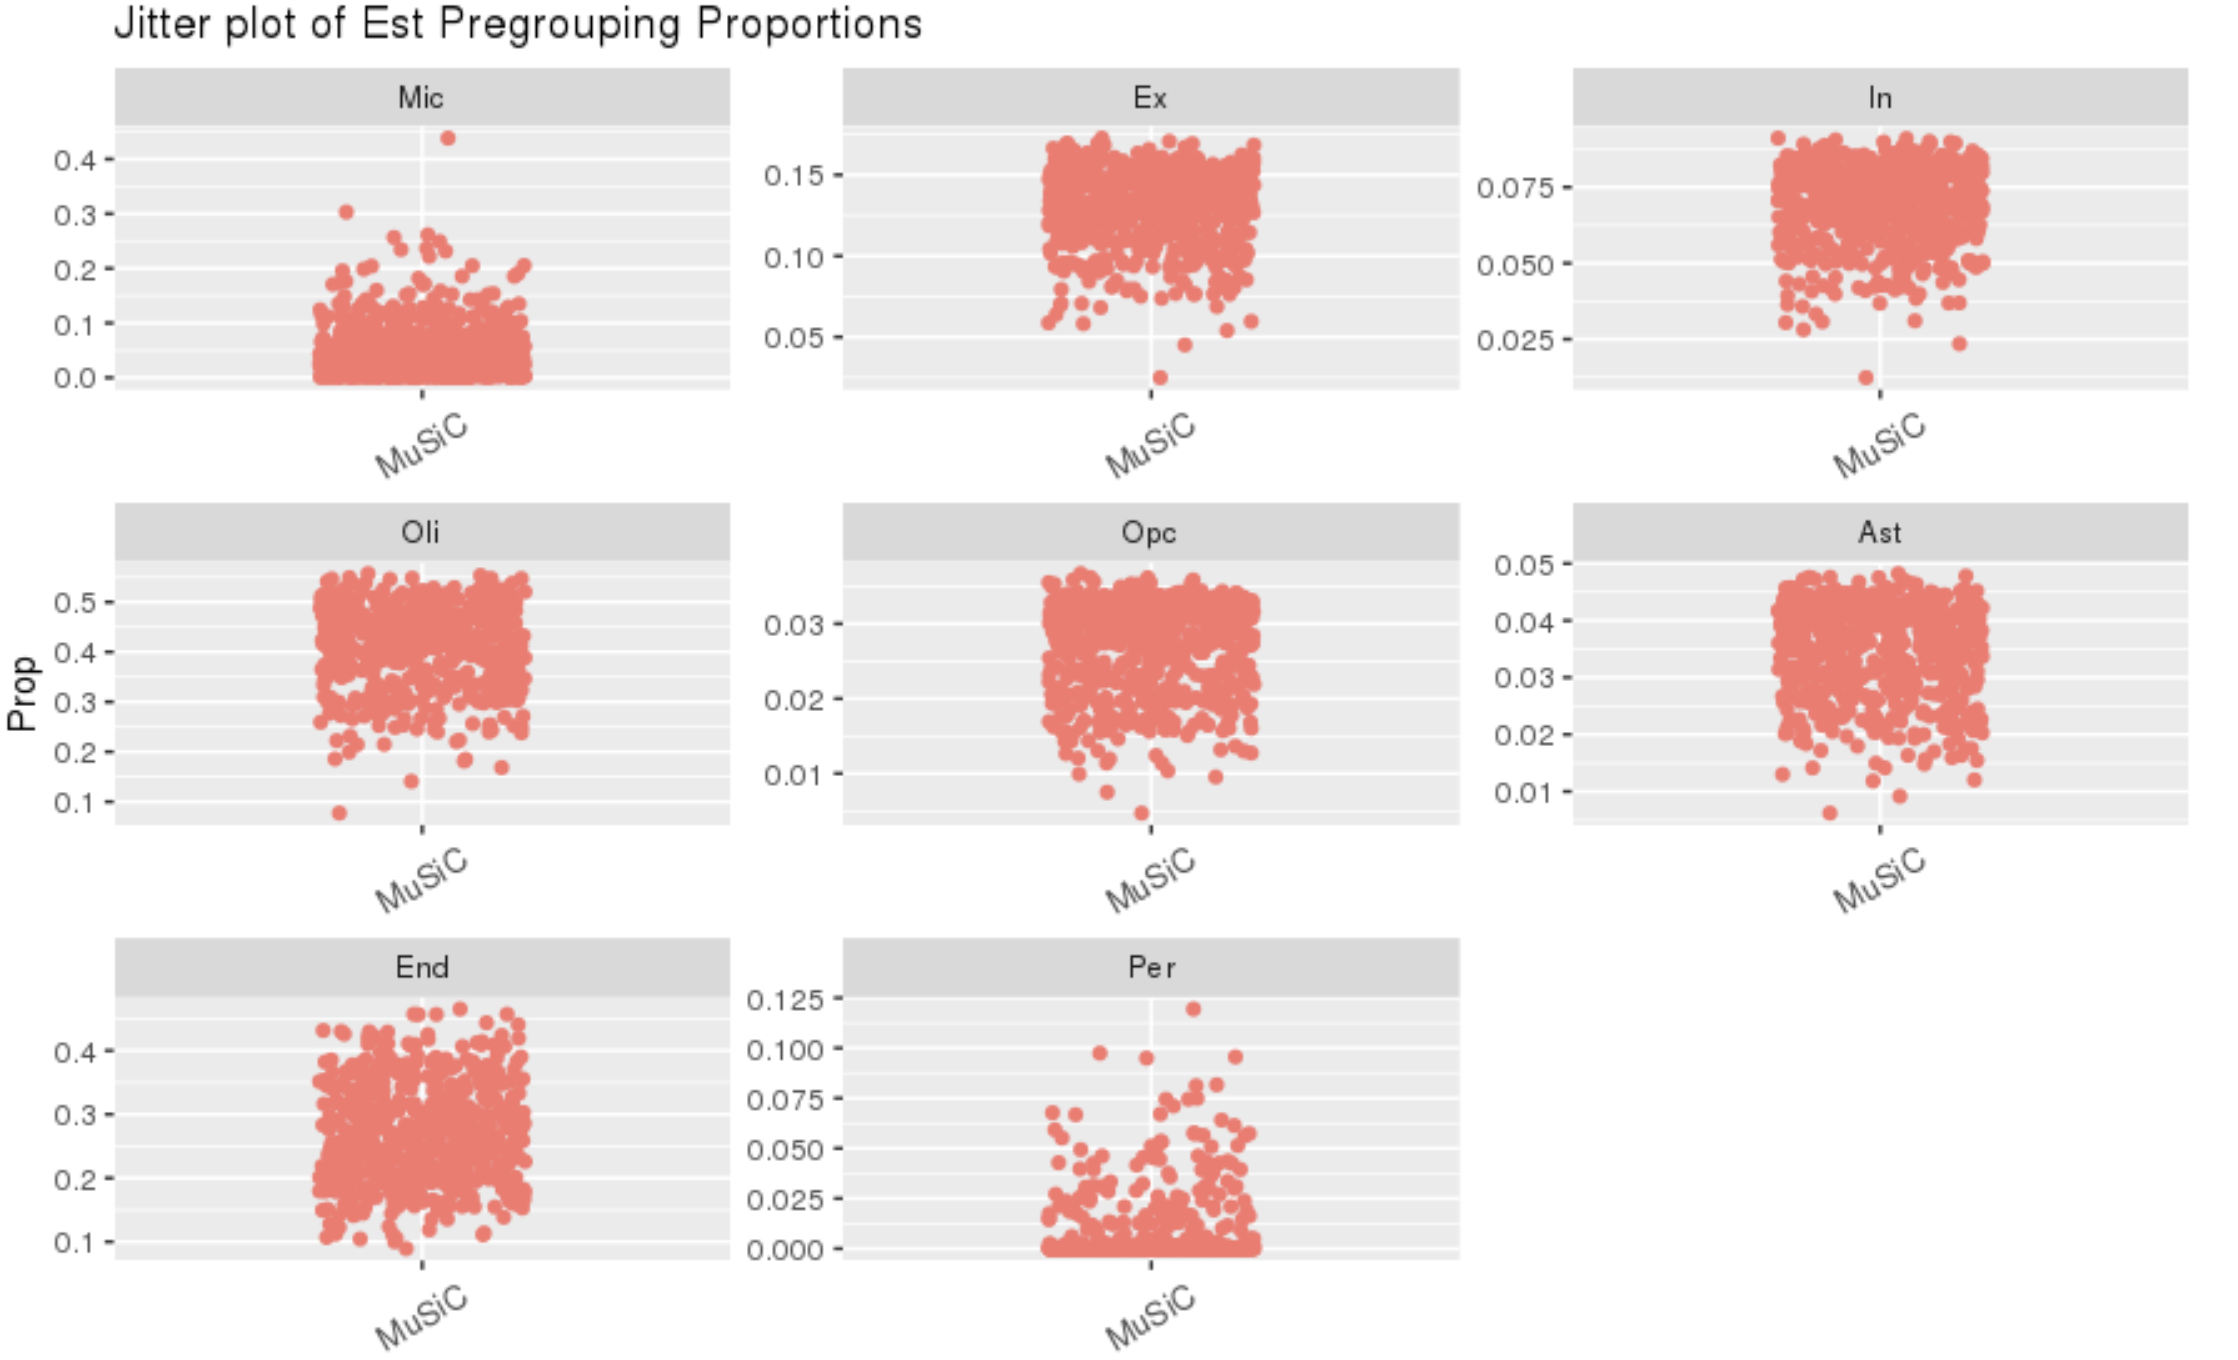 Jitter plot of Est Pregrouping Proportions
Mic
Ex
In
0.4
0.3
0.2
0.1
0.0
0.15
0.10
0.05
0.075
0.050
0.025
MuSiC
MuSiC
MuSiC
Prop
Oli
Opc
Ast
0.5
0.4
0.3
0.2
0.1
0.03
0.02
0.01
0.05
0.04
0.03
0.02
0.01
MuSiC
MuSiC
MuSiC
End
Per
0.4
0.3
0.2
0.1
0.125
0.100
0.075
0.050
0.025
0.000
MuSiC
MuSiC